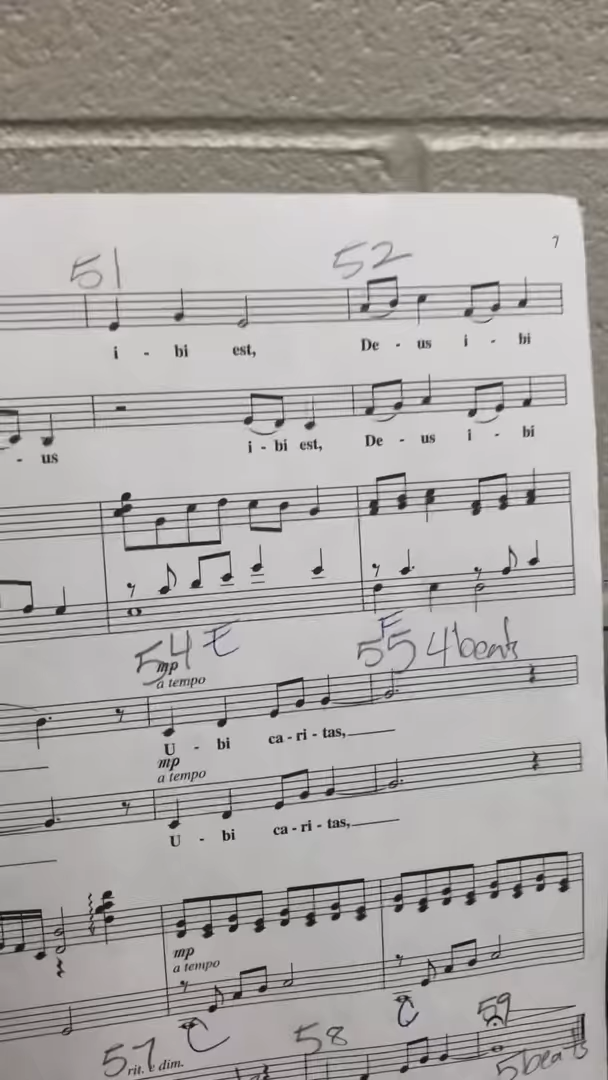 7
51 52
i - bi est, De - us i - bi
- us i - bi est, De - us i - bi
54 E F 55 4 beats
mp
a tempo
U - bi ca - ri - tas,
mp
a tempo
U - bi ca - ri - tas,
mp
a tempo
C C
57 58 59
rit. e dim. 5 beats